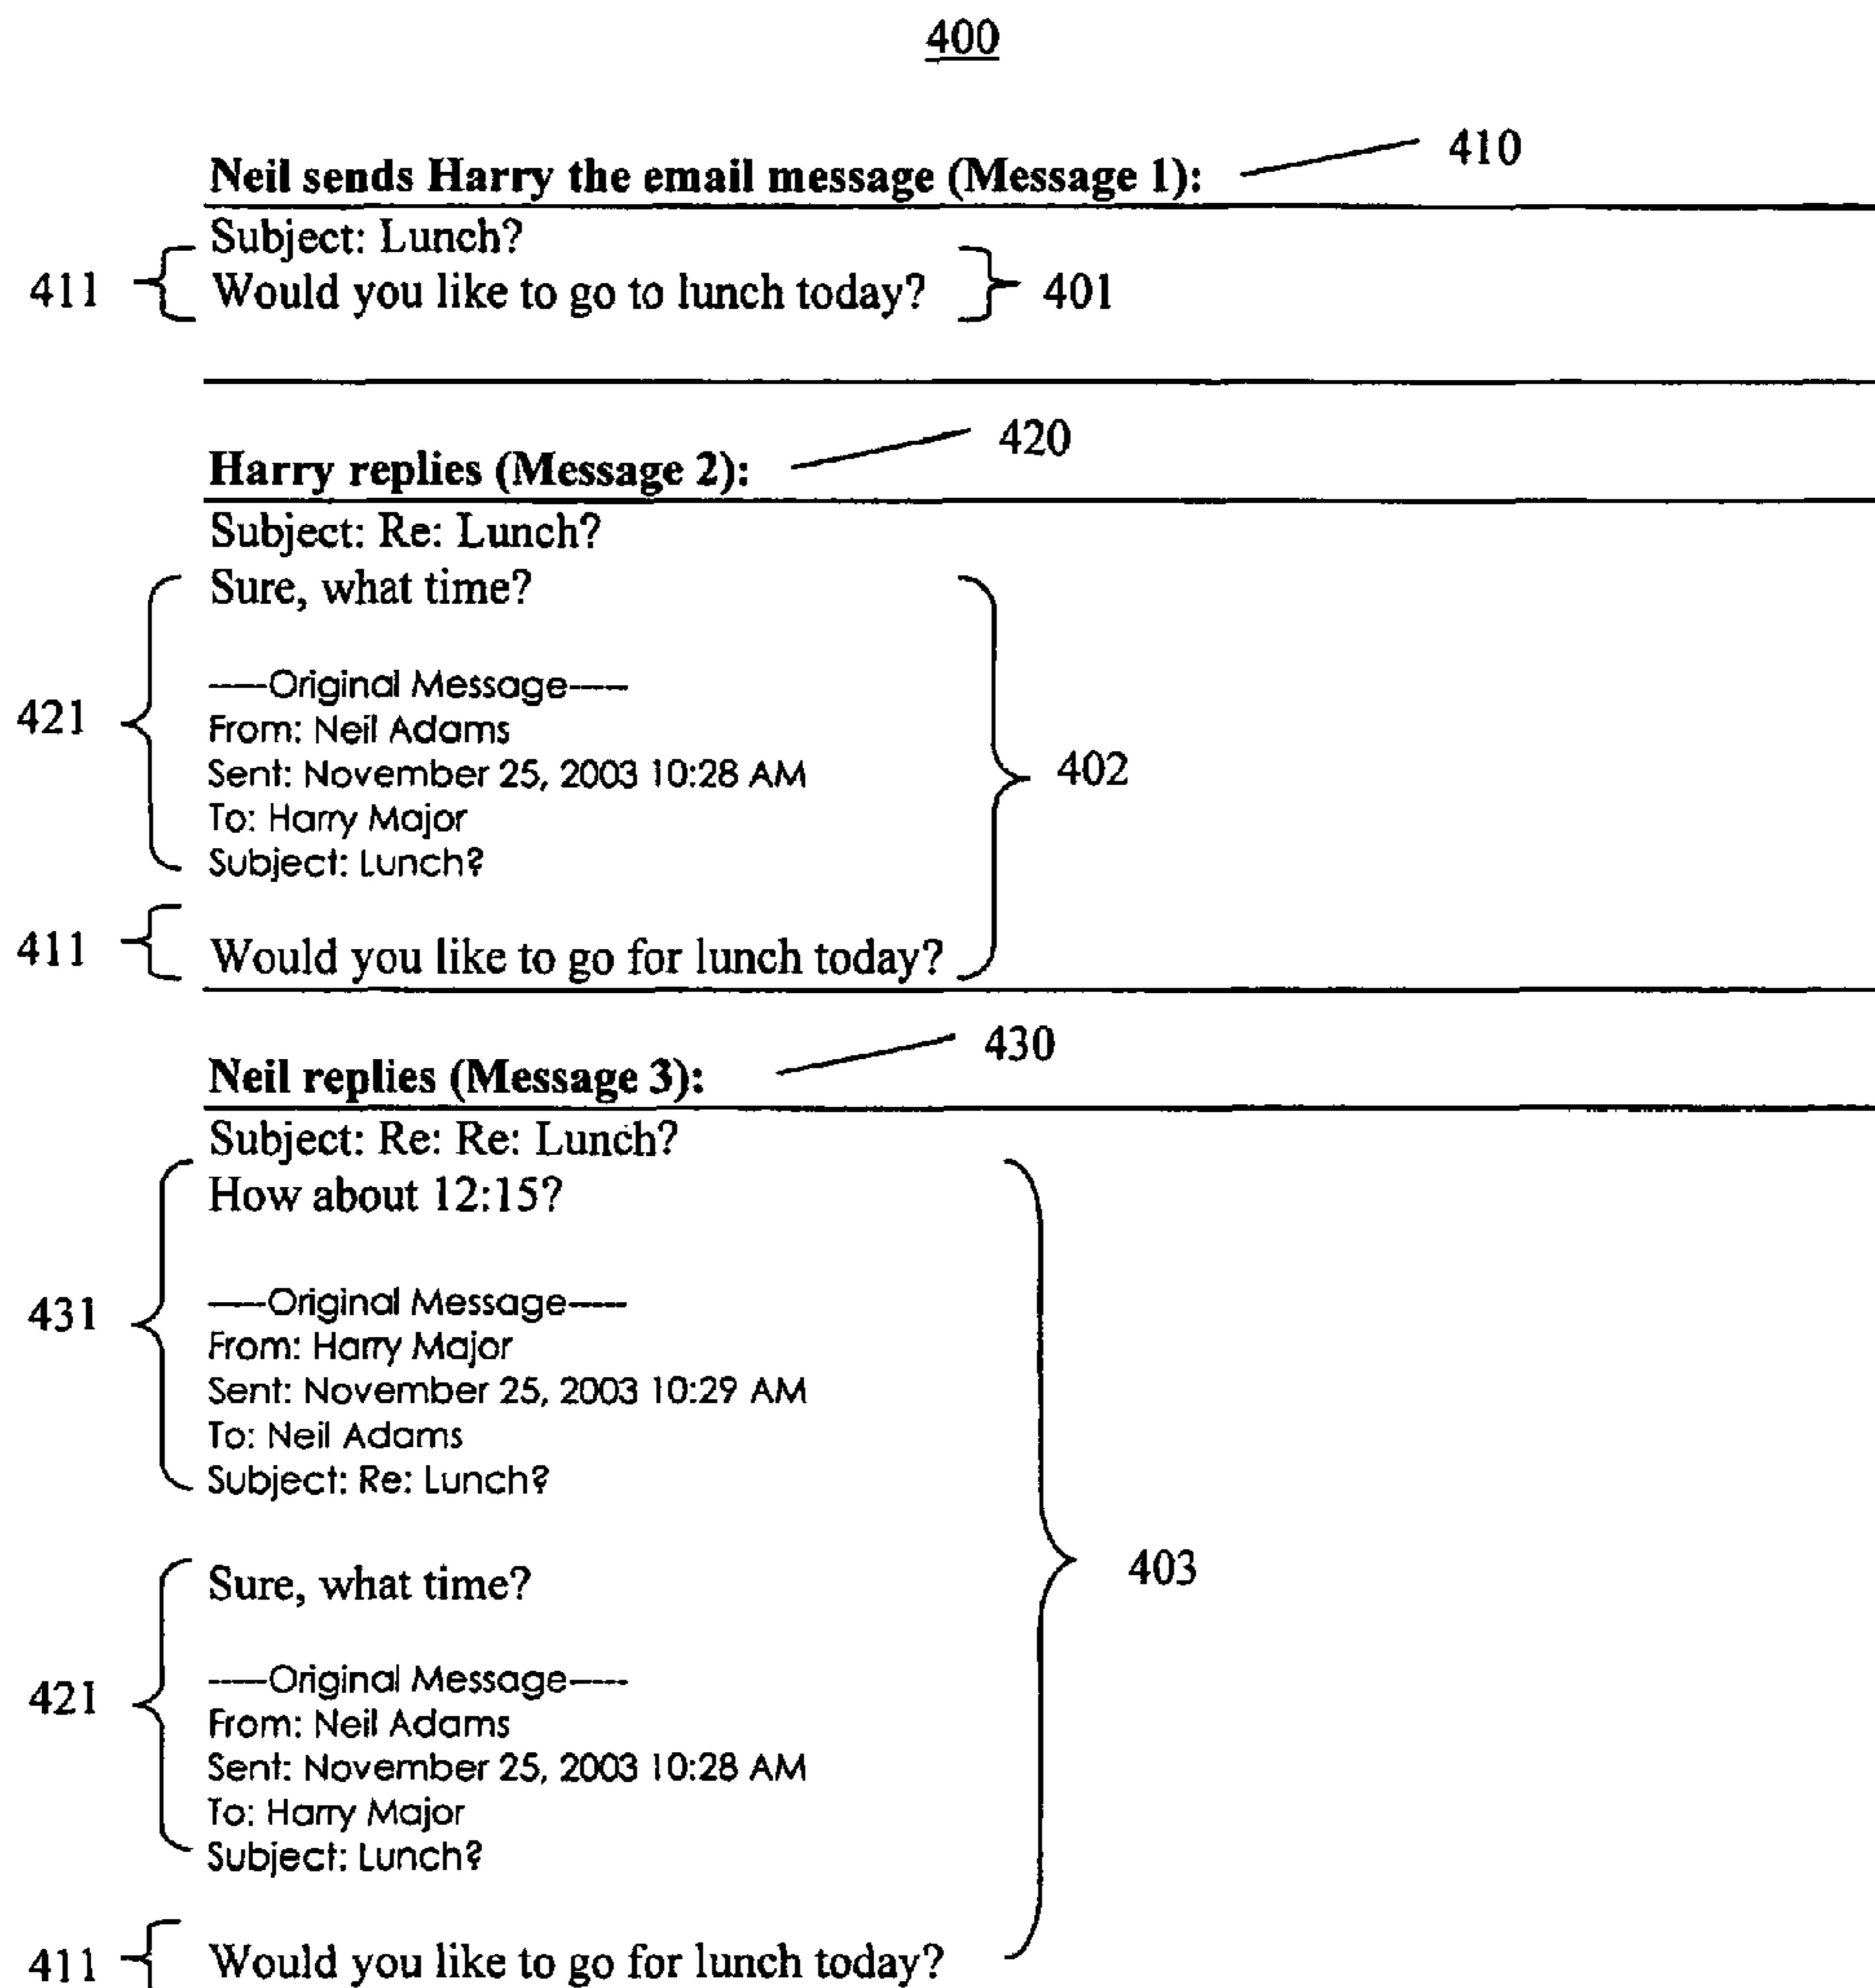 400
Neil sends Harry the email message (Message 1): 410
Subject: Lunch?
411 Would you like to go to lunch today? 401
Harry replies (Message 2): 420
Subject: Re: Lunch?
Sure, what time?
-----Original Message-----
421 From: Neil Adams
Sent: November 25, 2003 10:28 AM 402
To: Harry Major
Subject: Lunch?
411 Would you like to go for lunch today?
Neil replies (Message 3): 430
Subject: Re: Re: Lunch?
How about 12:15?
431 -----Original Message-----
From: Harry Major
Sent: November 25, 2003 10:29 AM
To: Neil Adams
Subject: Re: Lunch?
Sure, what time? 403
421 -----Original Message-----
From: Neil Adams
Sent: November 25, 2003 10:28 AM
To: Harry Major
Subject: Lunch?
411 Would you like to go for lunch today?